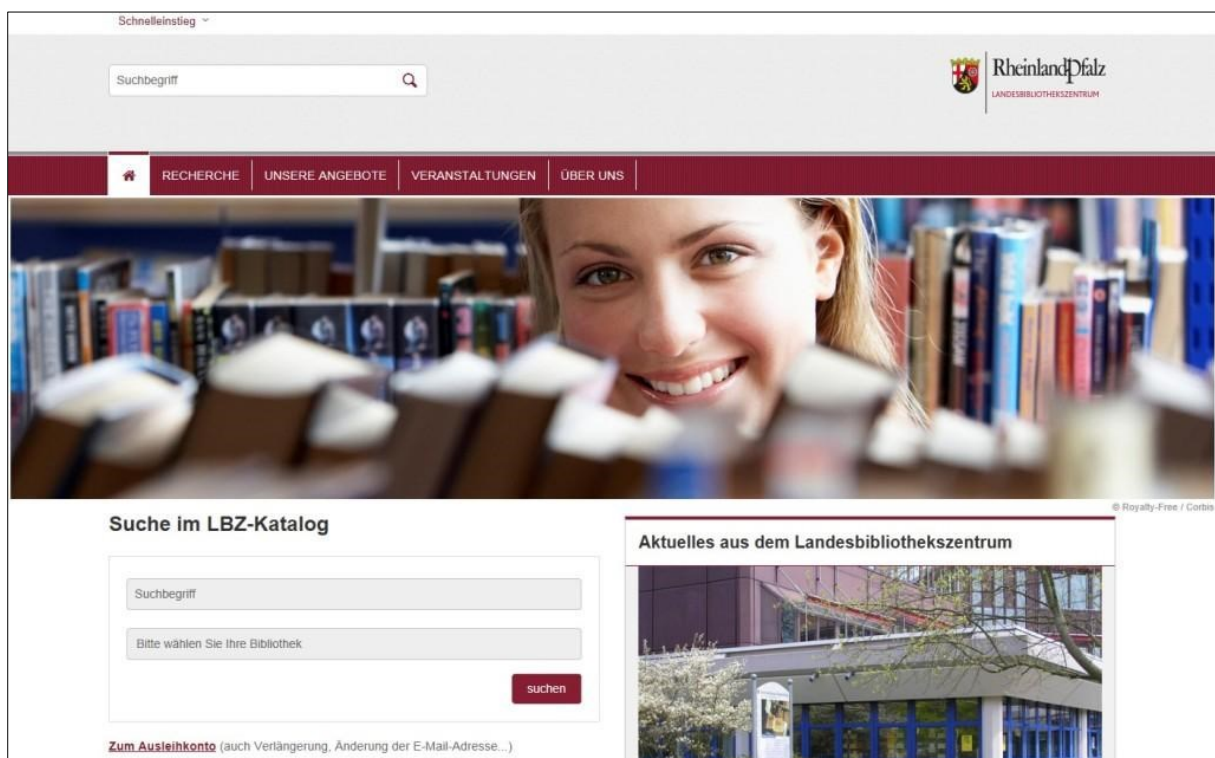 Schnelleinstieg
Suchbegriff
RheinlandPfalz
LANDESBIBLIOTHEKSZENTRUM
RECHERCHE
UNSERE ANGEBOTE
VERANSTALTUNGEN
ÜBER UNS
© Royalty-Free / Corbis
Suche im LBZ-Katalog
Suchbegriff
Bitte wählen Sie Ihre Bibliothek
suchen
Zum Ausleihkonto (auch Verlängerung, Änderung der E-Mail-Adresse...)
Aktuelles aus dem Landesbibliothekszentrum